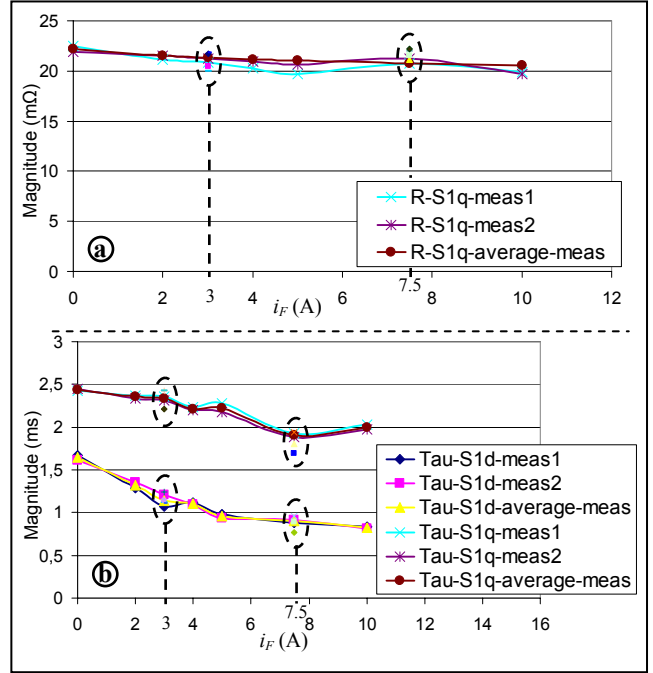 25
20
15
10
5
0
Magnitude (mΩ)
R-S1q-meas1
R-S1q-meas2
R-S1q-average-meas
a
0 2 3 4 6 7.5 8 10 12
iF (A)
3
2,5
2
1,5
1
0,5
0
Magnitude (ms)
Tau-S1d-meas1
Tau-S1d-meas2
Tau-S1d-average-meas
Tau-S1q-meas1
Tau-S1q-meas2
Tau-S1q-average-meas
b
0 2 3 4 6 7.5 8 10 12 14 16
iF (A)